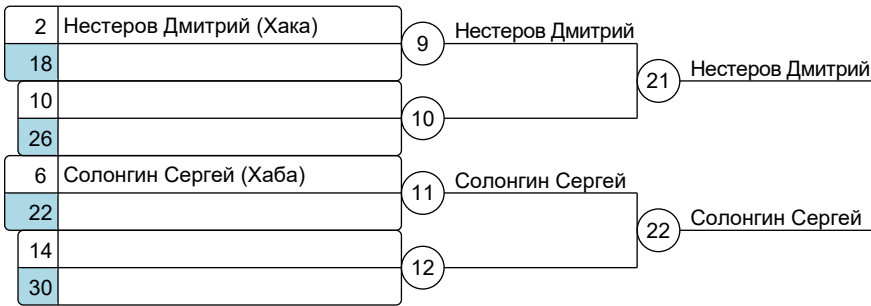 2 Нестеров Дмитрий (Хака)
18
9 Нестеров Дмитрий
10
26
10
21 Нестеров Дмитрий
6 Солонгин Сергей (Хаба)
22
11 Солонгин Сергей
14
30
12
22 Солонгин Сергей